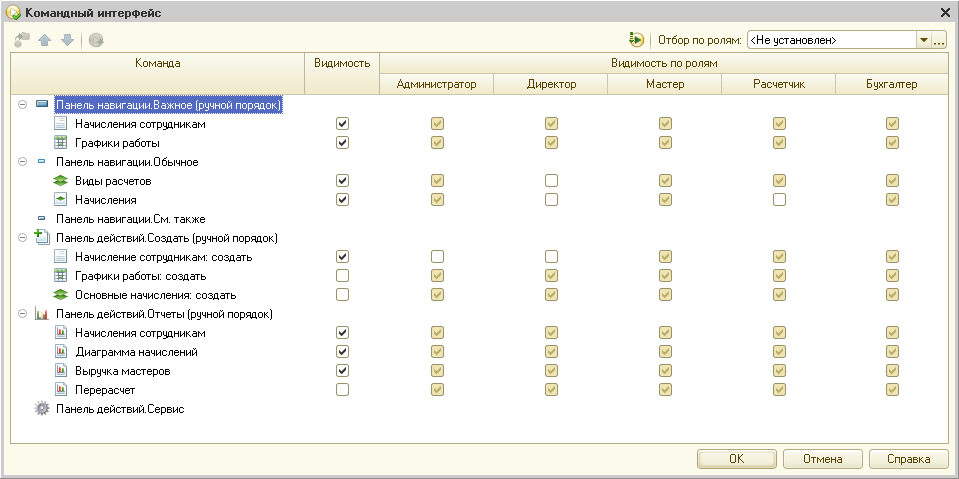 Командный интерфейс
Отбор по ролям: <Не установлен>
Команда Видимость Видимость по ролям
Администратор Директор Мастер Расчетчик Бухгалтер
Панель навигации.Важное (ручной порядок)
Начисления сотрудникам
Графики работы
Панель навигации.Обычное
Виды расчетов
Начисления
Панель навигации.См. также
Панель действий.Создать (ручной порядок)
Начисление сотрудникам: создать
Графики работы: создать
Основные начисления: создать
Панель действий.Отчеты (ручной порядок)
Начисления сотрудникам
Диаграмма начислений
Выручка мастеров
Перерасчет
Панель действий.Сервис
OK Отмена Справка